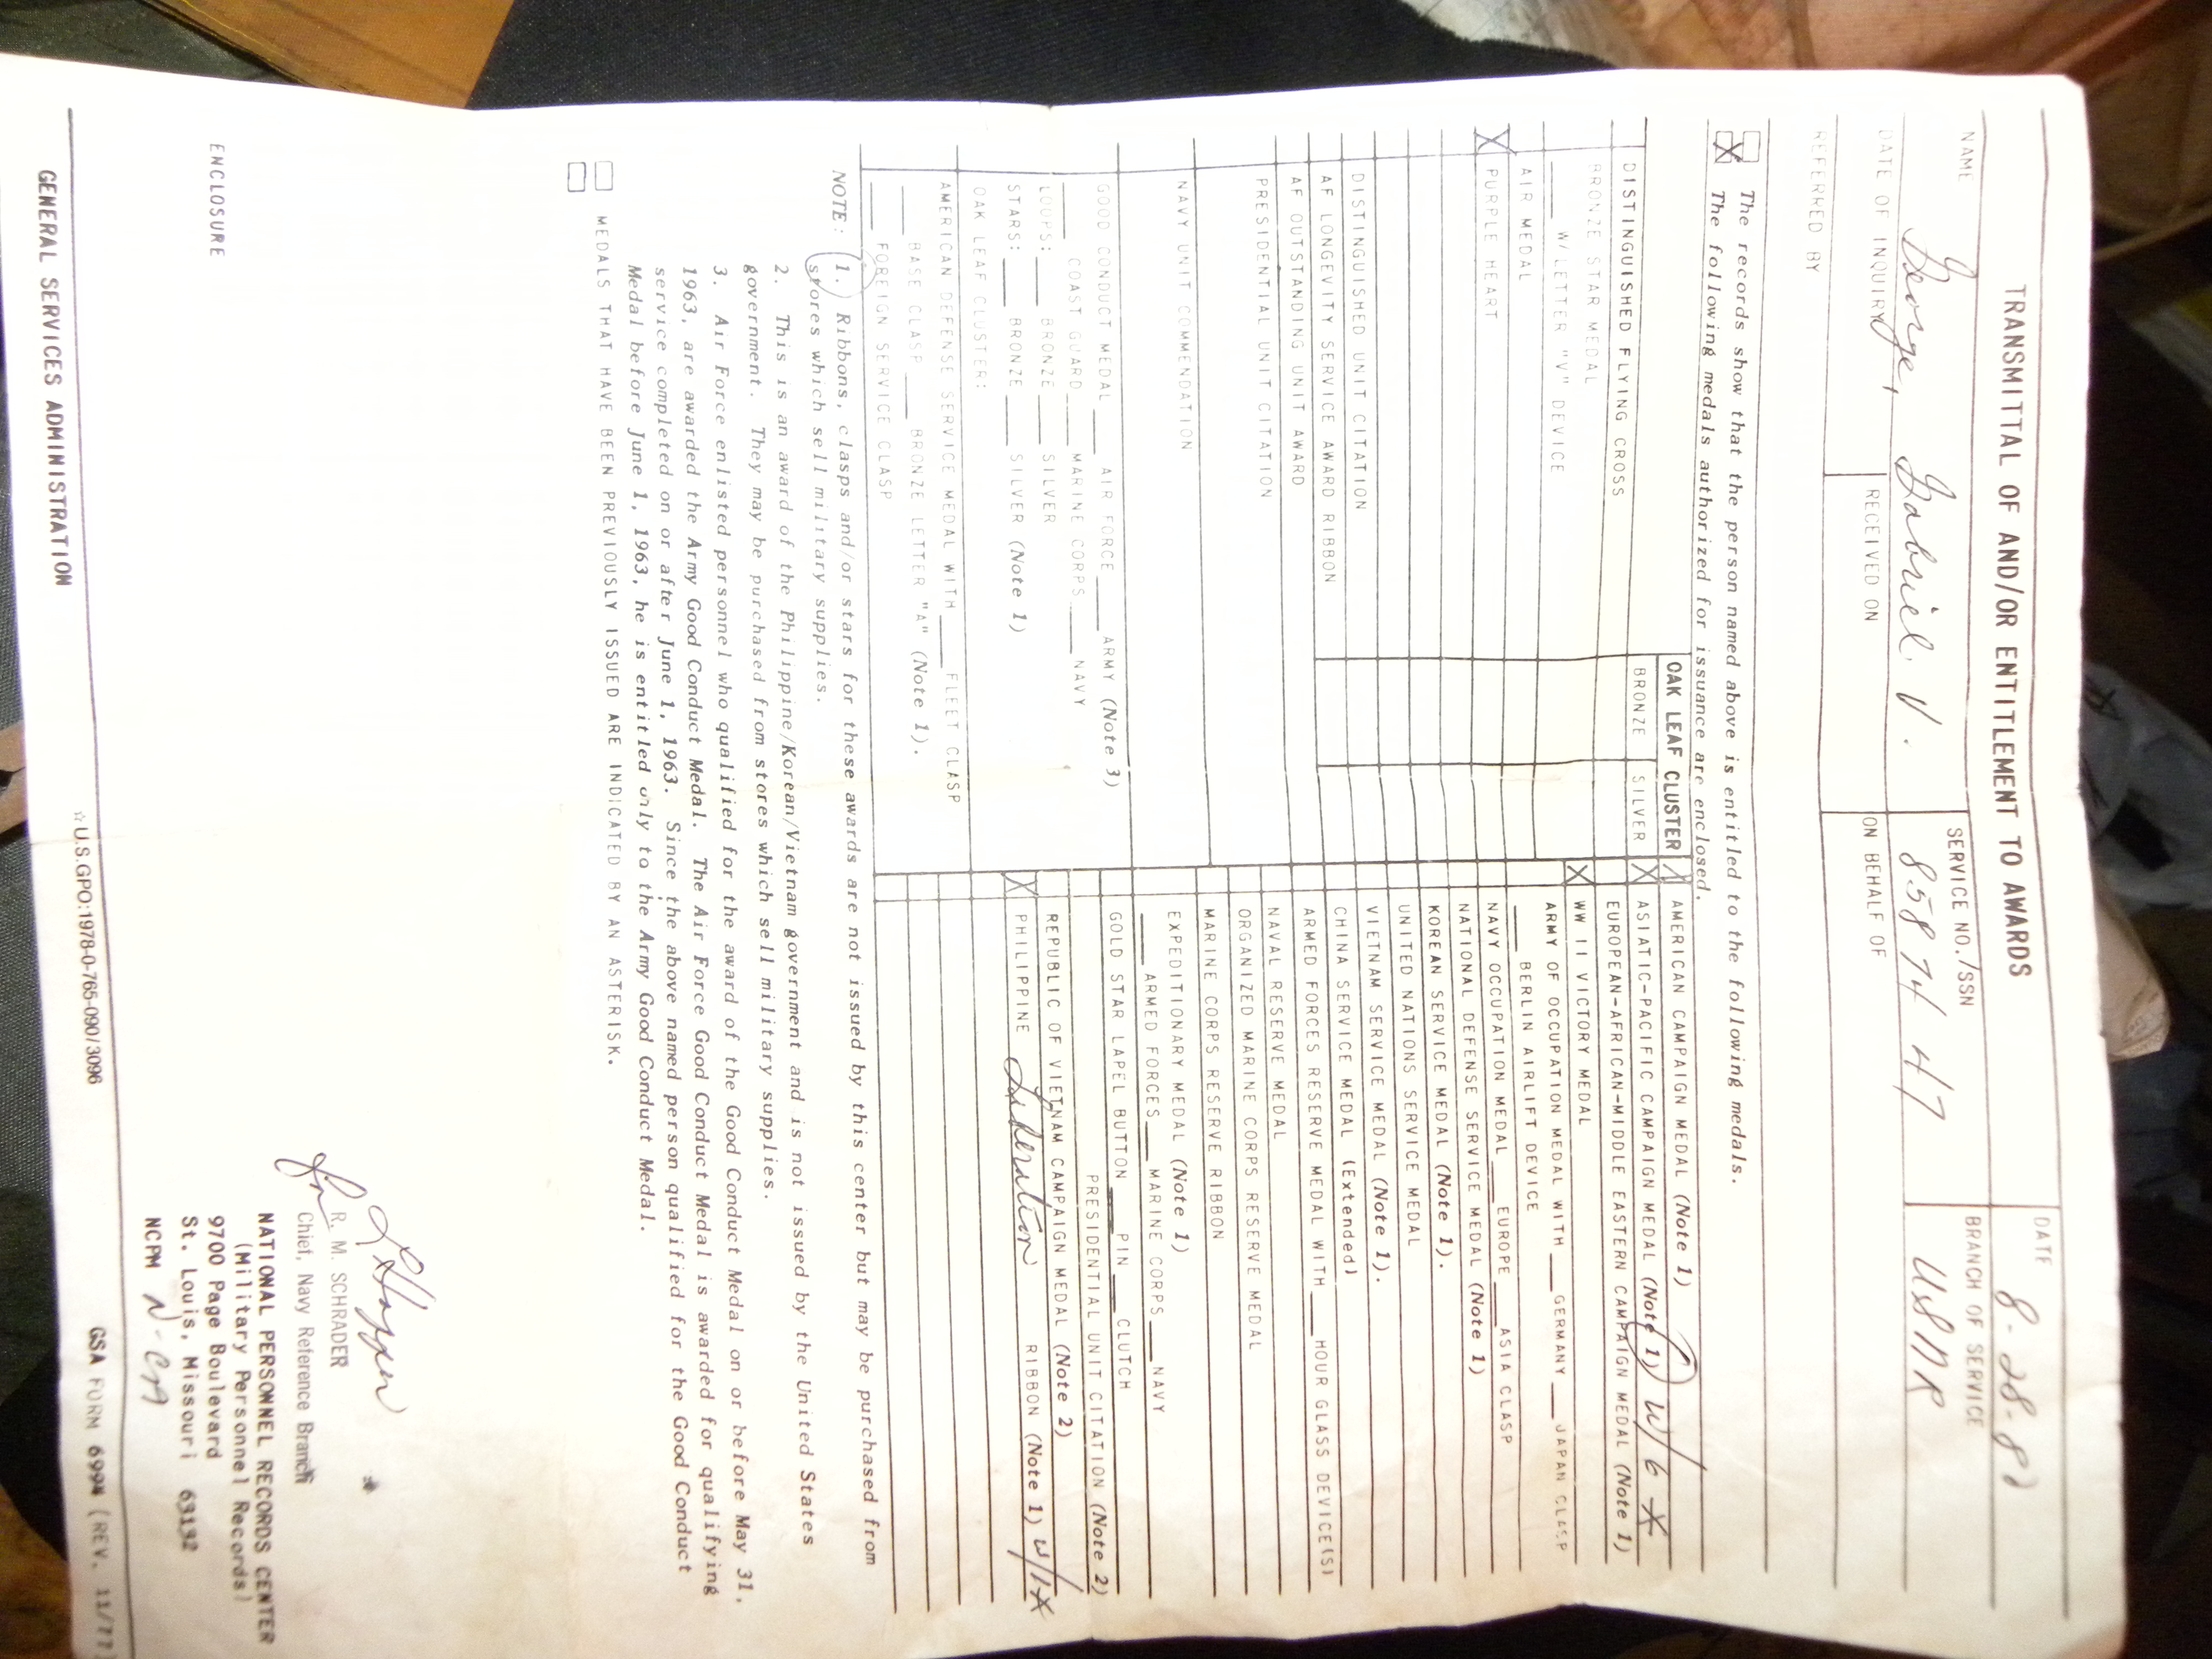 TRANSMITTAL OF AND/OR ENTITLEMENT TO AWARDS
DATE
8-28-81
NAME
George, Gabriel V.
SERVICE NO./SSN
858 74 47
BRANCH OF SERVICE
USNR
DATE OF INQUIRY
RECEIVED ON
ON BEHALF OF
REFERRED BY
The records show that the person named above is entitled to the following medals.
X The following medals authorized for issuance are enclosed.
OAK LEAF CLUSTER
BRONZE SILVER
DISTINGUISHED FLYING CROSS
BRONZE STAR MEDAL
W/LETTER "V" DEVICE
AIR MEDAL
X PURPLE HEART
DISTINGUISHED UNIT CITATION
AF LONGEVITY SERVICE AWARD RIBBON
AF OUTSTANDING UNIT AWARD
PRESIDENTIAL UNIT CITATION
NAVY UNIT COMMENDATION
GOOD CONDUCT MEDAL ___ AIR FORCE ___ ARMY (Note 3)
___ COAST GUARD ___ MARINE CORPS ___ NAVY
LOOPS: ___ BRONZE ___ SILVER
STARS: ___ BRONZE ___ SILVER (Note 1)
OAK LEAF CLUSTER:
AMERICAN DEFENSE SERVICE MEDAL WITH ___ FLEET CLASP
___ BASE CLASP ___ BRONZE LETTER "A" (Note 1).
___ FOREIGN SERVICE CLASP
X AMERICAN CAMPAIGN MEDAL (Note 1)
X ASIATIC-PACIFIC CAMPAIGN MEDAL (Note 1) W/6 X
EUROPEAN-AFRICAN-MIDDLE EASTERN CAMPAIGN MEDAL (Note 1)
X WW II VICTORY MEDAL
ARMY OF OCCUPATION MEDAL WITH ___ GERMANY ___ JAPAN CLASP
___ BERLIN AIRLIFT DEVICE
NAVY OCCUPATION MEDAL ___ EUROPE ___ ASIA CLASP
NATIONAL DEFENSE SERVICE MEDAL (Note 1)
KOREAN SERVICE MEDAL (Note 1).
UNITED NATIONS SERVICE MEDAL
VIETNAM SERVICE MEDAL (Note 1).
CHINA SERVICE MEDAL (Extended)
ARMED FORCES RESERVE MEDAL WITH ___ HOUR GLASS DEVICE(S)
NAVAL RESERVE MEDAL
ORGANIZED MARINE CORPS RESERVE MEDAL
MARINE CORPS RESERVE RIBBON
EXPEDITIONARY MEDAL (Note 1)
___ ARMED FORCES ___ MARINE CORPS ___ NAVY
GOLD STAR LAPEL BUTTON ___ PIN ___ CLUTCH
PRESIDENTIAL UNIT CITATION (Note 2)
REPUBLIC OF VIETNAM CAMPAIGN MEDAL (Note 2)
X PHILIPPINE Liberation RIBBON (Note 1) W/1X
NOTE: 1. Ribbons, clasps and/or stars for these awards are not issued by this center but may be purchased from
stores which sell military supplies.
2. This is an award of the Philippine/Korean/Vietnam government and is not issued by the United States
government. They may be purchased from stores which sell military supplies.
3. Air Force enlisted personnel who qualified for the award of the Good Conduct Medal on or before May 31,
1963, are awarded the Army Good Conduct Medal. The Air Force Good Conduct Medal is awarded for qualifying
service completed on or after June 1, 1963. Since the above named person qualified for the Good Conduct
Medal before June 1, 1963, he is entitled only to the Army Good Conduct Medal.
MEDALS THAT HAVE BEEN PREVIOUSLY ISSUED ARE INDICATED BY AN ASTERISK.
R. M. SCHRADER
Chief, Navy Reference Branch
NATIONAL PERSONNEL RECORDS CENTER
(Military Personnel Records)
9700 Page Boulevard
St. Louis, Missouri 63132
NCPM N-CA
ENCLOSURE
GENERAL SERVICES ADMINISTRATION
☆U.S.GPO:1978-0-765-090/3096
GSA FORM 6994 (REV. 11/77)